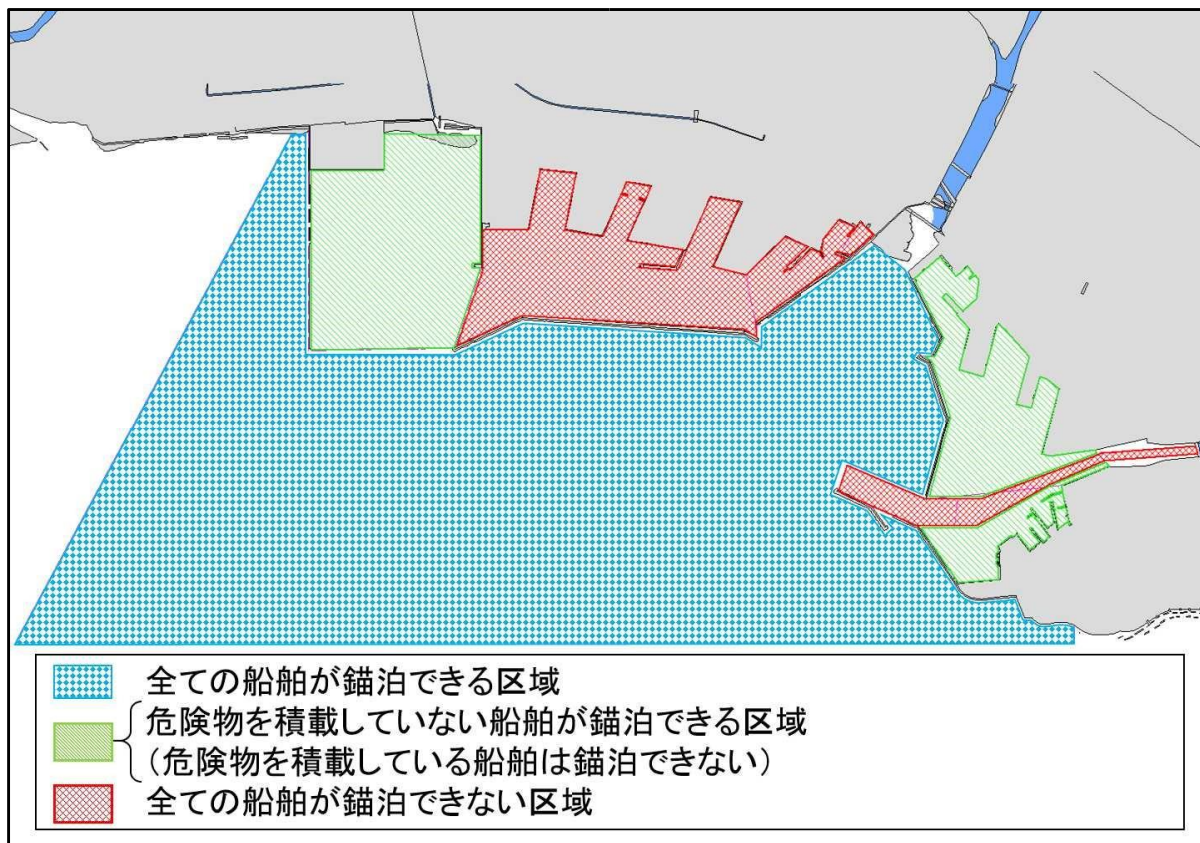 全ての船舶が錨泊できる区域
危険物を積載していない船舶が錨泊できる区域
（危険物を積載している船舶は錨泊できない）
全ての船舶が錨泊できない区域